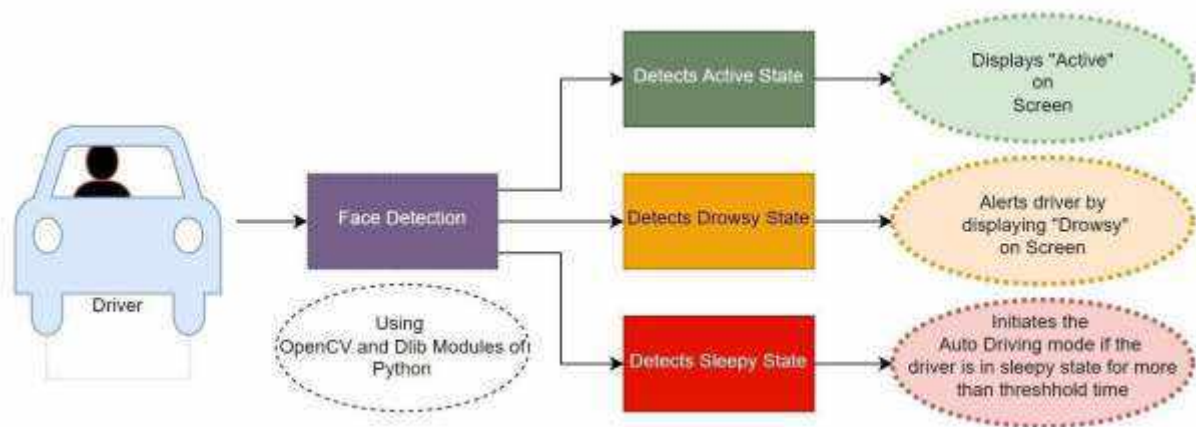 Driver
Face Detection
Using
OpenCV and Dlib Modules of
Python
Detects Active State
Displays "Active"
on
Screen
Detects Drowsy State
Alerts driver by
displaying "Drowsy"
on Screen
Detects Sleepy State
Initiates the
Auto Driving mode if the
driver is in sleepy state for more
than threshhold time